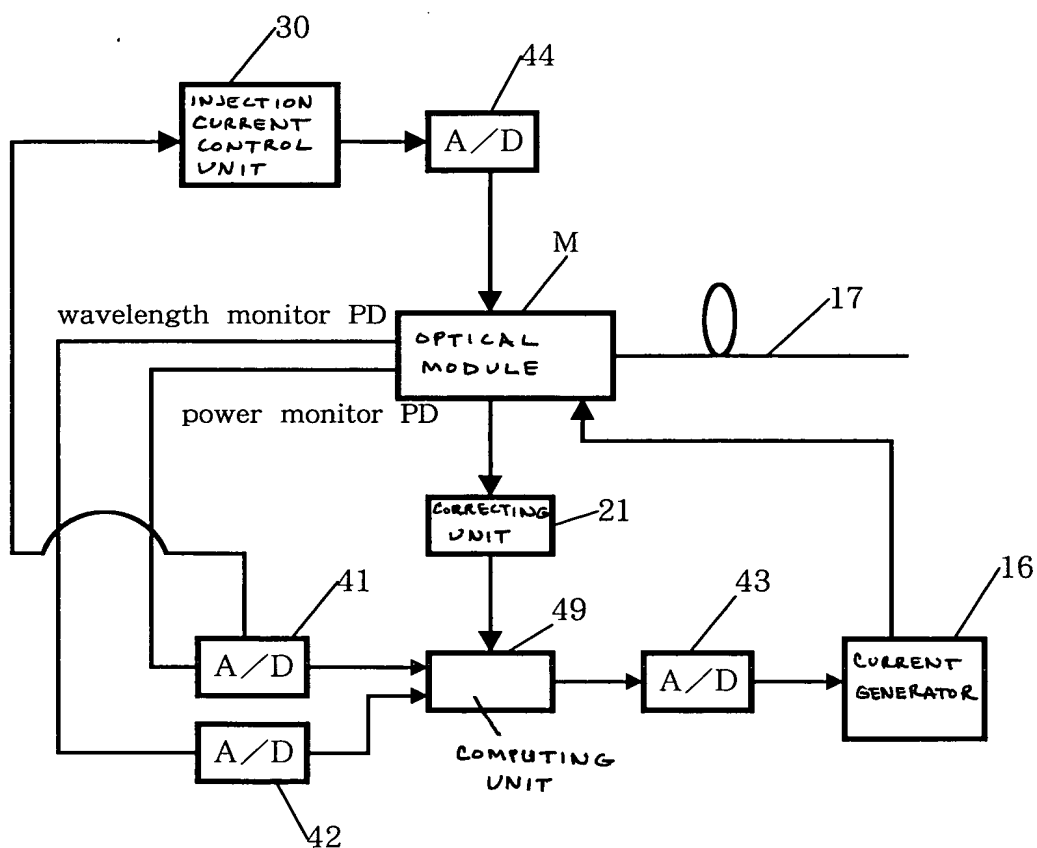 30
44
INJECTION
CURRENT
CONTROL
UNIT
A/D
M
17
wavelength monitor PD
OPTICAL
MODULE
power monitor PD
CORRECTING
UNIT
21
41
49
43
16
A/D
A/D
CURRENT
GENERATOR
A/D
COMPUTING
UNIT
42